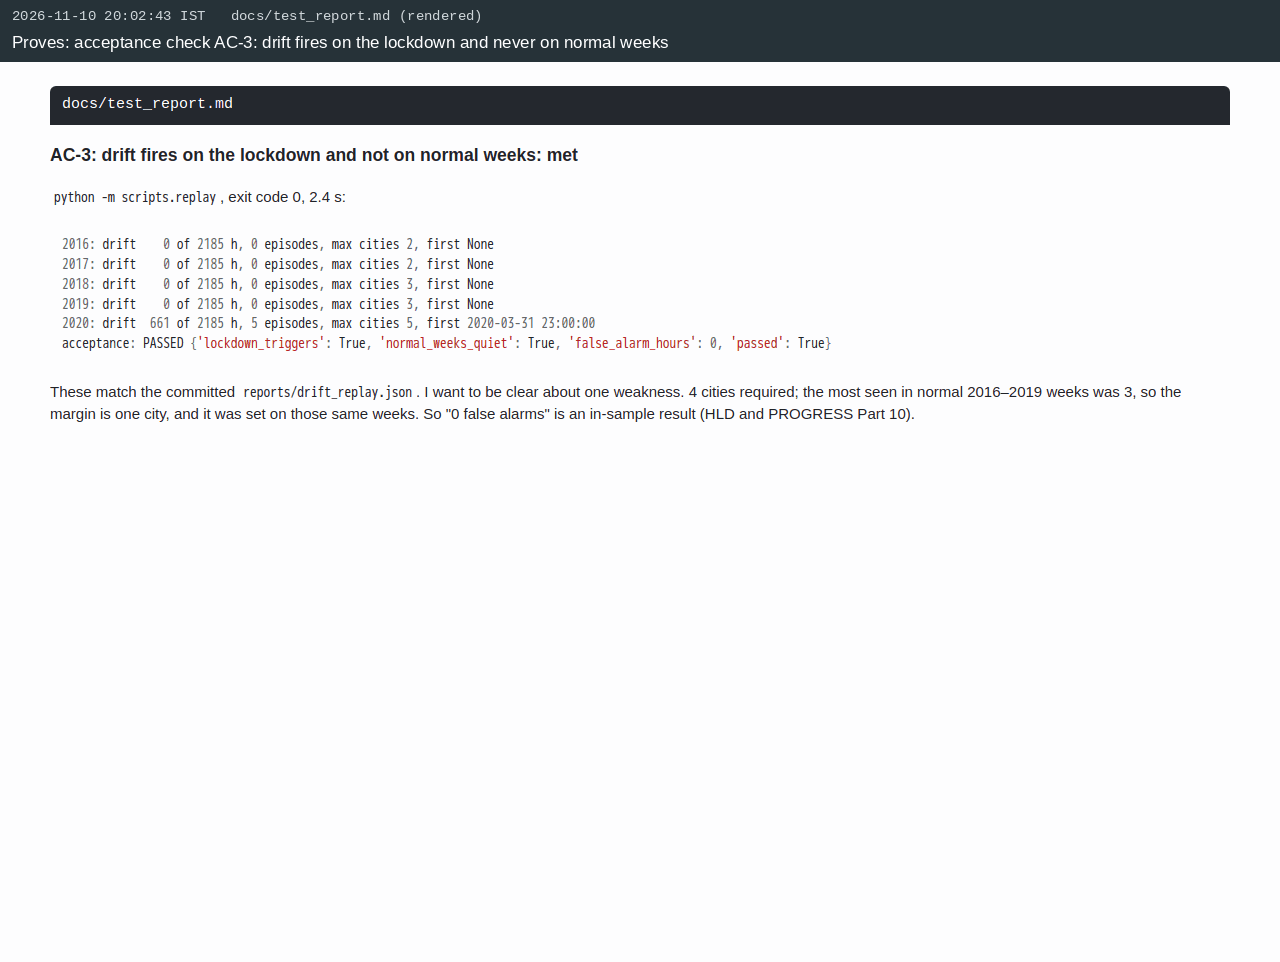 2026-11-10 20:02:43 IST   docs/test_report.md (rendered)
Proves: acceptance check AC-3: drift fires on the lockdown and never on normal weeks
docs/test_report.md
AC-3: drift fires on the lockdown and not on normal weeks: met
python -m scripts.replay , exit code 0, 2.4 s:
2016: drift    0 of 2185 h, 0 episodes, max cities 2, first None
2017: drift    0 of 2185 h, 0 episodes, max cities 2, first None
2018: drift    0 of 2185 h, 0 episodes, max cities 3, first None
2019: drift    0 of 2185 h, 0 episodes, max cities 3, first None
2020: drift  661 of 2185 h, 5 episodes, max cities 5, first 2020-03-31 23:00:00
acceptance: PASSED {'lockdown_triggers': True, 'normal_weeks_quiet': True, 'false_alarm_hours': 0, 'passed': True}
These match the committed reports/drift_replay.json . I want to be clear about one weakness. 4 cities required; the most seen in normal 2016–2019 weeks was 3, so the
margin is one city, and it was set on those same weeks. So "0 false alarms" is an in-sample result (HLD and PROGRESS Part 10).